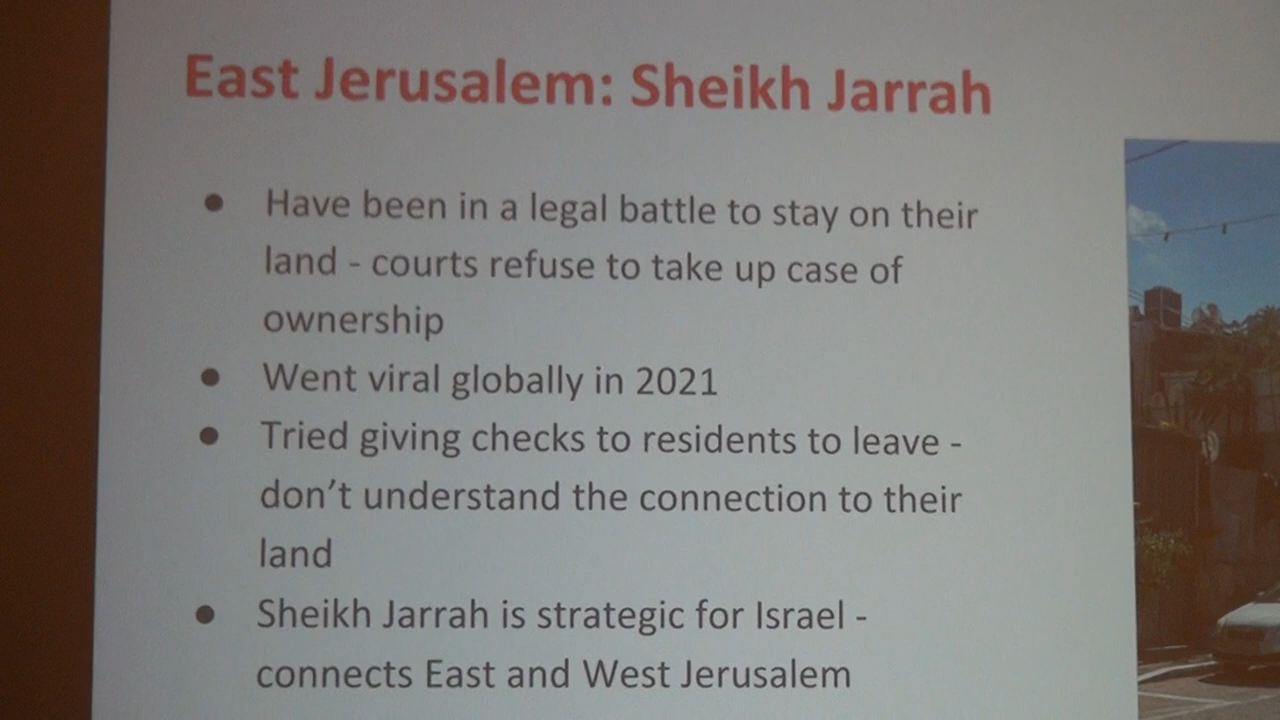 East Jerusalem: Sheikh Jarrah
● Have been in a legal battle to stay on their
land - courts refuse to take up case of
ownership
● Went viral globally in 2021
● Tried giving checks to residents to leave -
don't understand the connection to their
land
● Sheikh Jarrah is strategic for Israel -
connects East and West Jerusalem